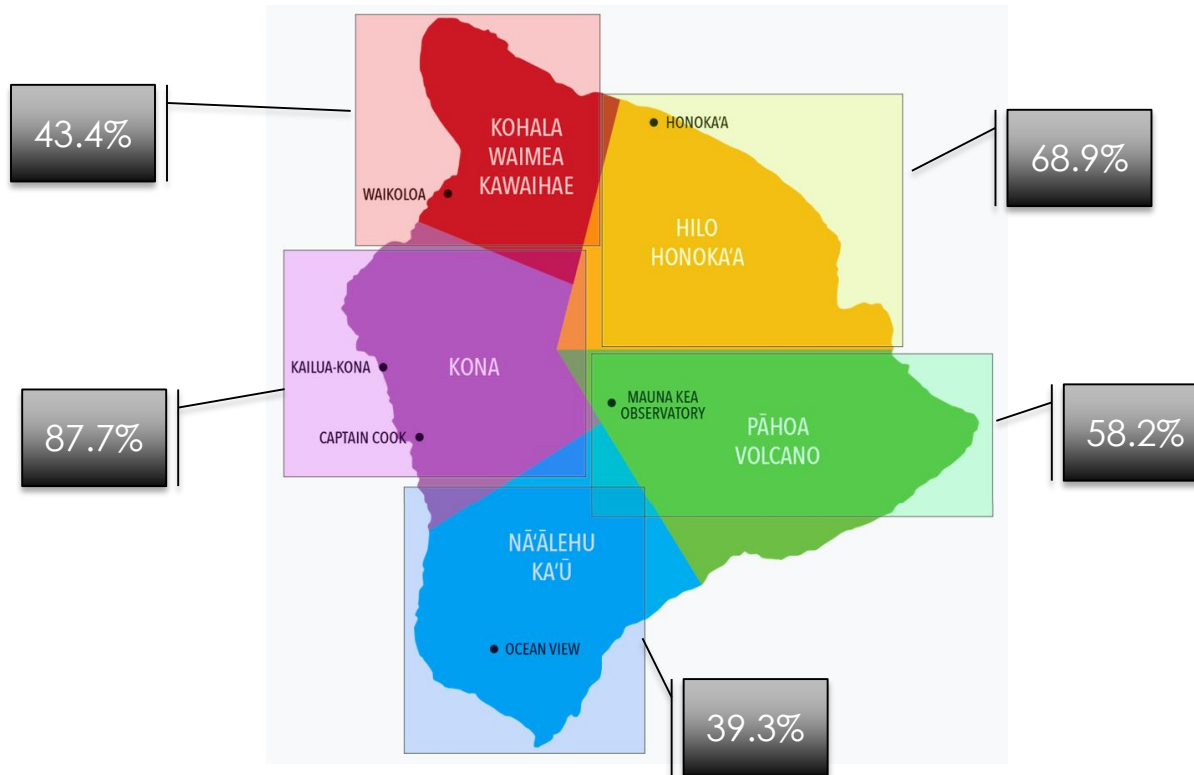 43.4%
KOHALA
WAIMEA
KAWAIHAE
WAIKOLOA
HONOKA‘A
HILO
HONOKA‘A
68.9%
87.7%
KAILUA-KONA
KONA
CAPTAIN COOK
MAUNA KEA
OBSERVATORY
PĀHOA
VOLCANO
58.2%
NĀ‘ĀLEHU
KA‘Ū
OCEAN VIEW
39.3%